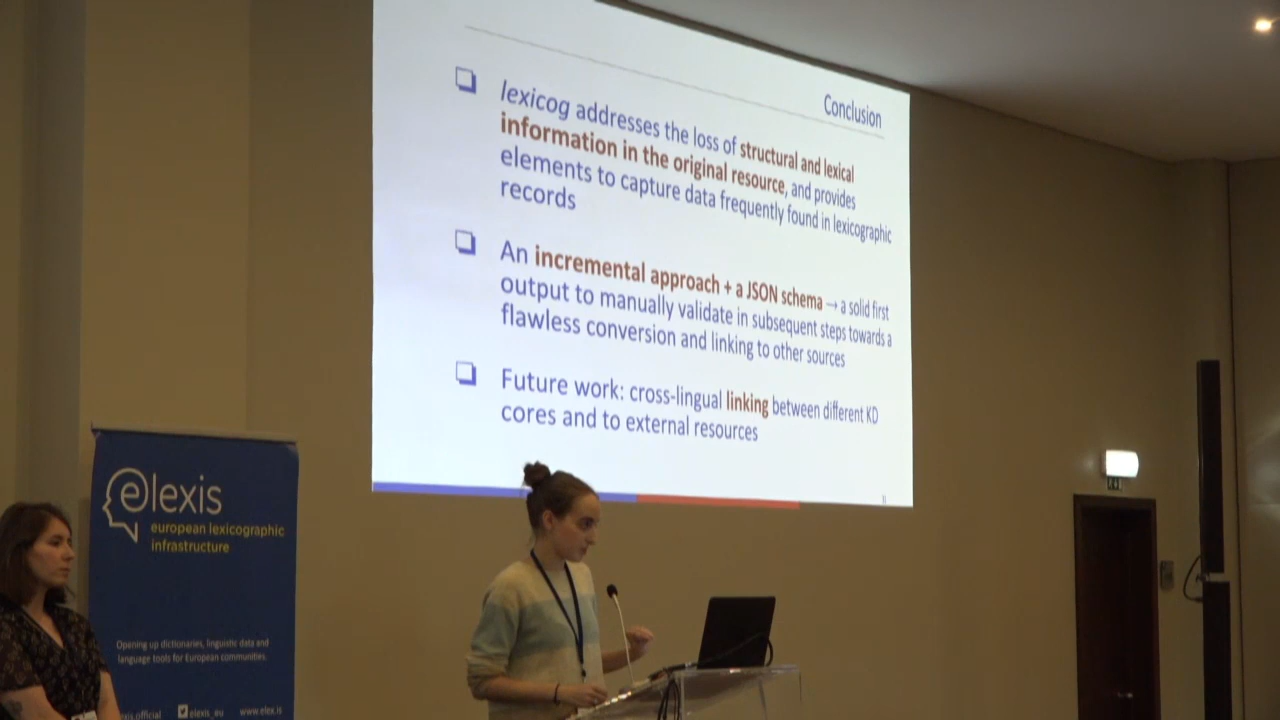 Conclusion
lexicog addresses the loss of structural and lexical
information in the original resource, and provides
elements to capture data frequently found in lexicographic
records
An incremental approach + a JSON schema → a solid first
output to manually validate in subsequent steps towards a
flawless conversion and linking to other sources
Future work: cross-lingual linking between different KD
cores and to external resources
elexis
european lexicographic
infrastructure
Opening up dictionaries, linguistic data and
language tools for European communities.
official elexis_eu www.elex.is